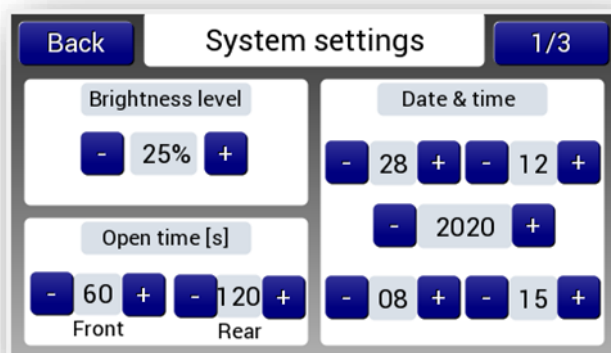 Back System settings 1/3
Brightness level
- 25% +
Open time [s]
- 60 + - 120 +
Front Rear
Date & time
- 28 + - 12 +
- 2020 +
- 08 + - 15 +